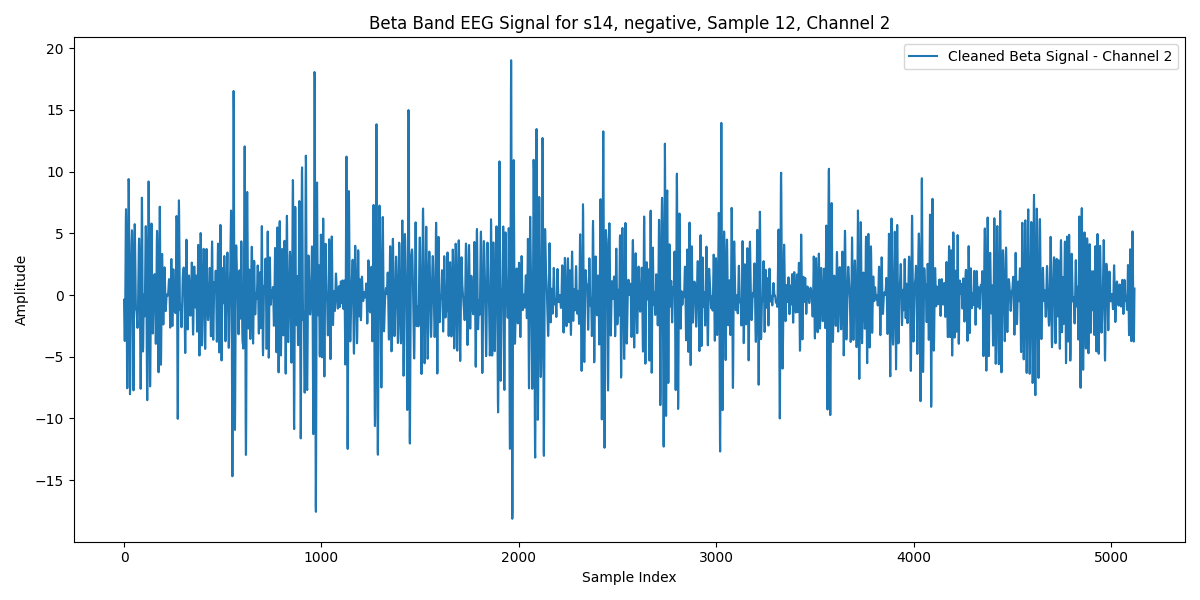 Beta Band EEG Signal for s14, negative, Sample 12, Channel 2
Cleaned Beta Signal - Channel 2
Amplitude
20
15
10
5
0
−5
−10
−15
0 1000 2000 3000 4000 5000
Sample Index